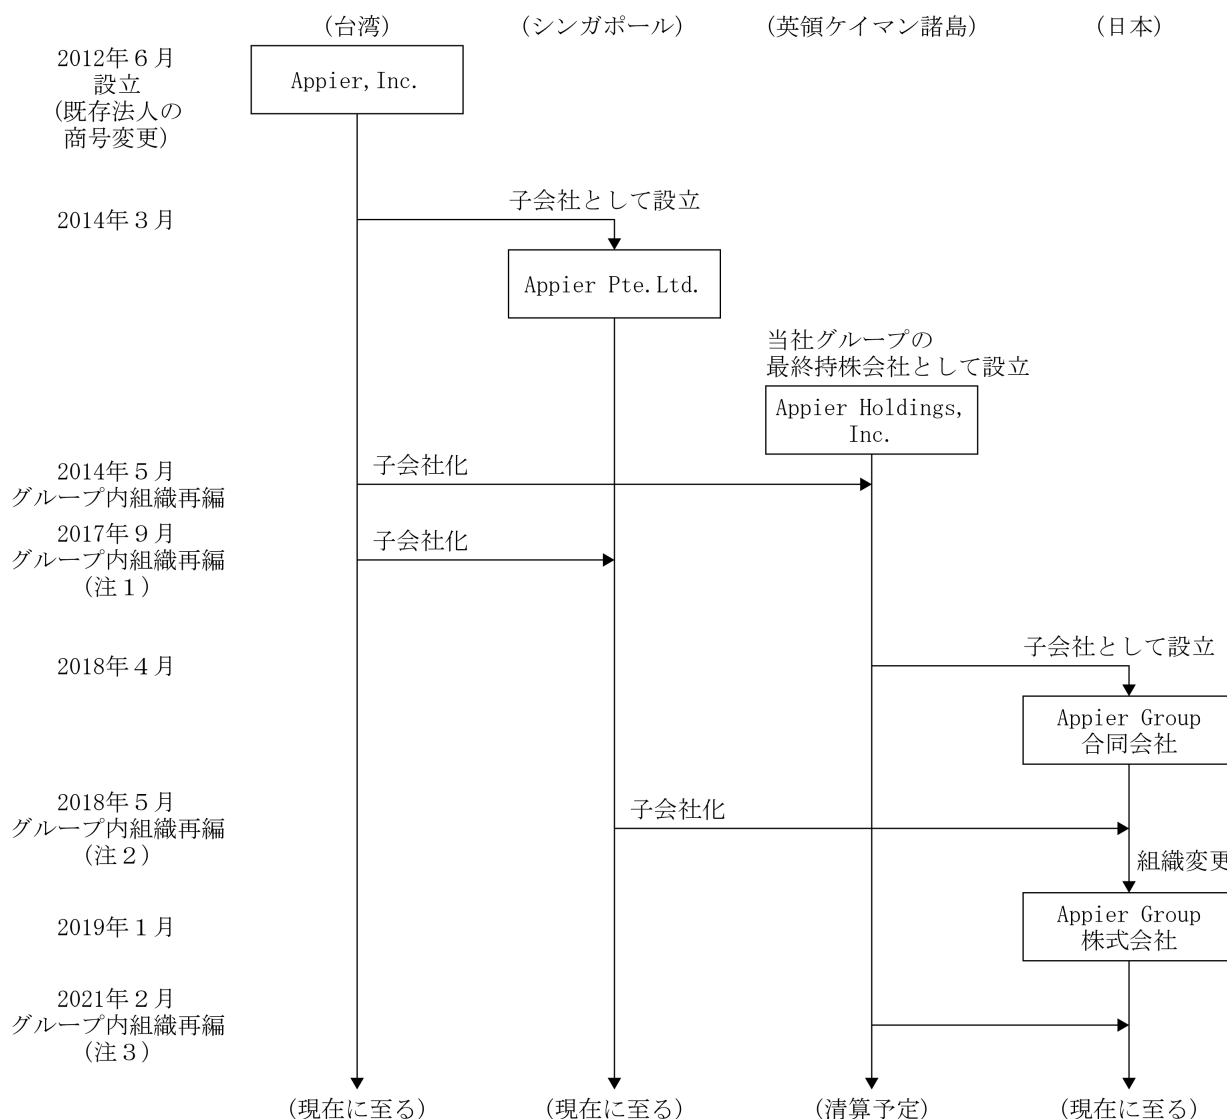 （台湾）
（シンガポール）
（英領ケイマン諸島）
（日本）
2012年６月
設立
（既存法人の
商号変更）
Appier,Inc.
2014年３月
子会社として設立
Appier Pte.Ltd.
当社グループの
最終持株会社として設立
Appier Holdings,
Inc.
2014年５月
グループ内組織再編
子会社化
2017年９月
グループ内組織再編
（注１）
子会社化
2018年４月
子会社として設立
Appier Group
合同会社
2018年５月
グループ内組織再編
（注２）
子会社化
組織変更
2019年１月
Appier Group
株式会社
2021年２月
グループ内組織再編
（注３）
（現在に至る）
（現在に至る）
（清算予定）
（現在に至る）